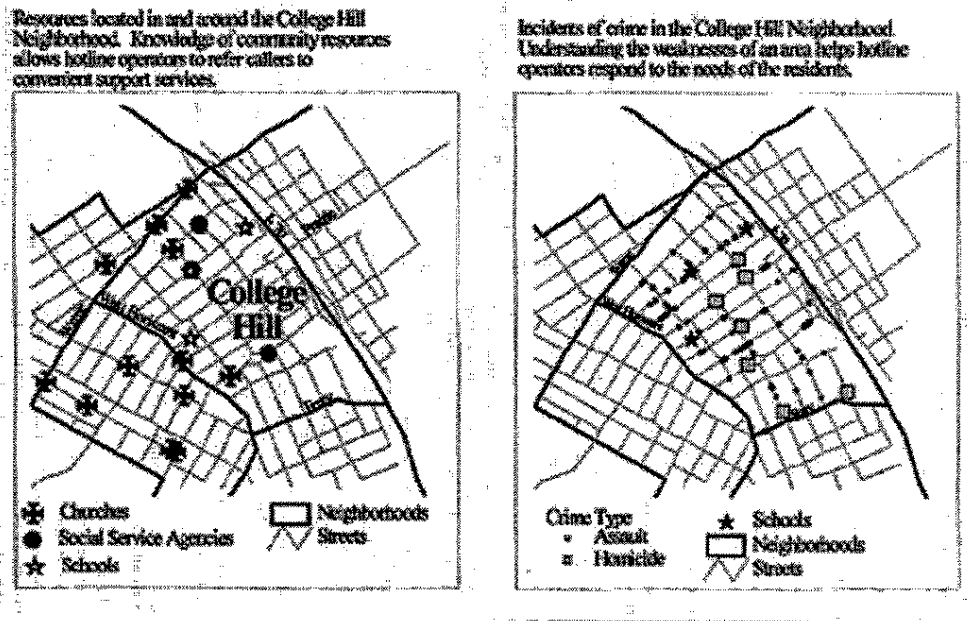 Resources located in and around the College Hill
Neighborhood. Knowledge of community resources
allows hotline operators to refer callers to
convenient support services.
College
Hill
Churches
Social Service Agencies
Schools
Neighborhoods
Streets
Incidents of crime in the College Hill Neighborhood.
Understanding the weaknesses of an area helps hotline
operators respond to the needs of the residents.
Crime Type
Assault
Homicide
Schools
Neighborhoods
Streets